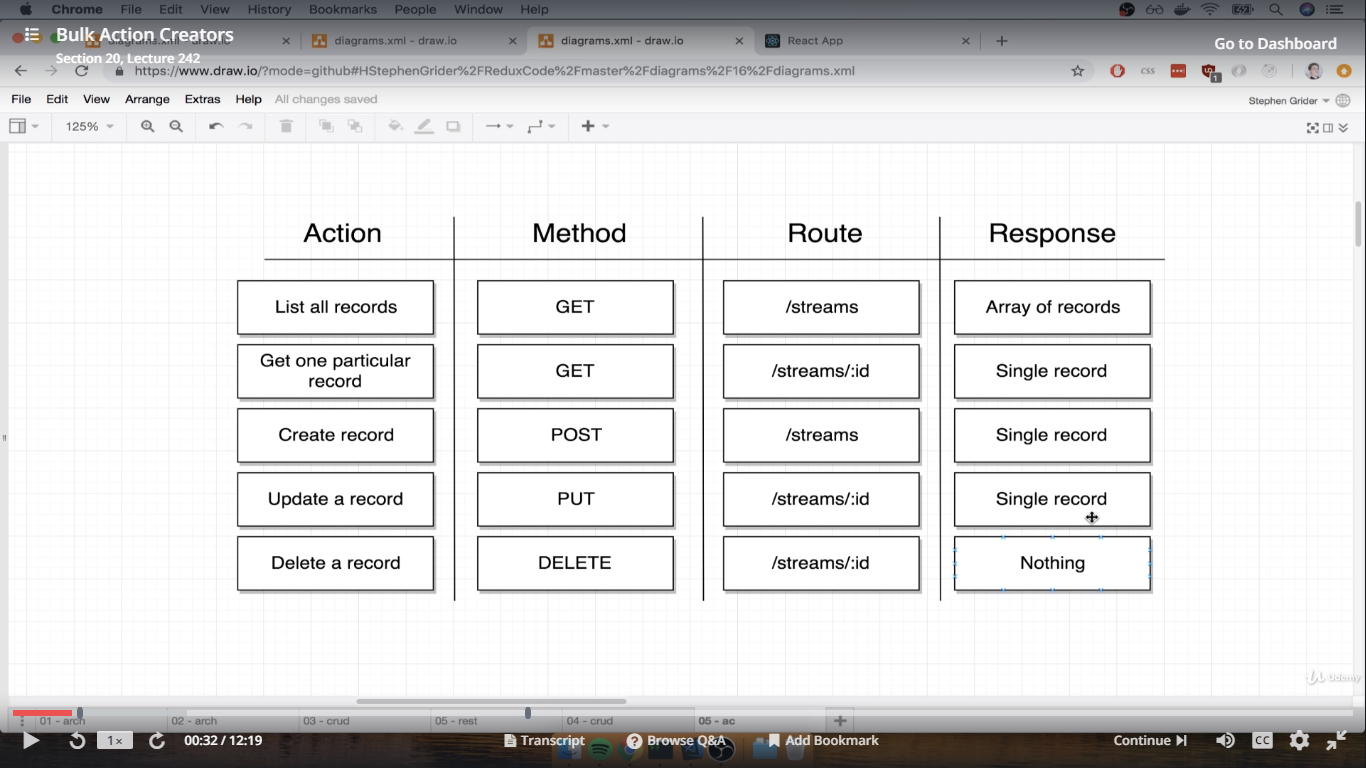 Chrome File Edit View History Bookmarks People Window Help
Bulk Action Creators
diagrams.xml - draw.io
diagrams.xml - draw.io
React App
Section 20, Lecture 242
Go to Dashboard
https://www.draw.io/?mode=github#HStephenGrider%2FReduxCode%2Fmaster%2Fdiagrams%2F16%2Fdiagrams.xml
CSS
1
File Edit View Arrange Extras Help All changes saved
Stephen Grider
125%
Action Method Route Response
List all records GET /streams Array of records
Get one particular
record
GET /streams/:id Single record
Create record POST /streams Single record
Update a record PUT /streams/:id Single record
Delete a record DELETE /streams/:id Nothing
Udemy
01 - arch 02 - arch 03 - crud 05 - rest 04 - crud 05 - ac
1x 00:32 / 12:19 Transcript Browse Q&A Add Bookmark Continue CC